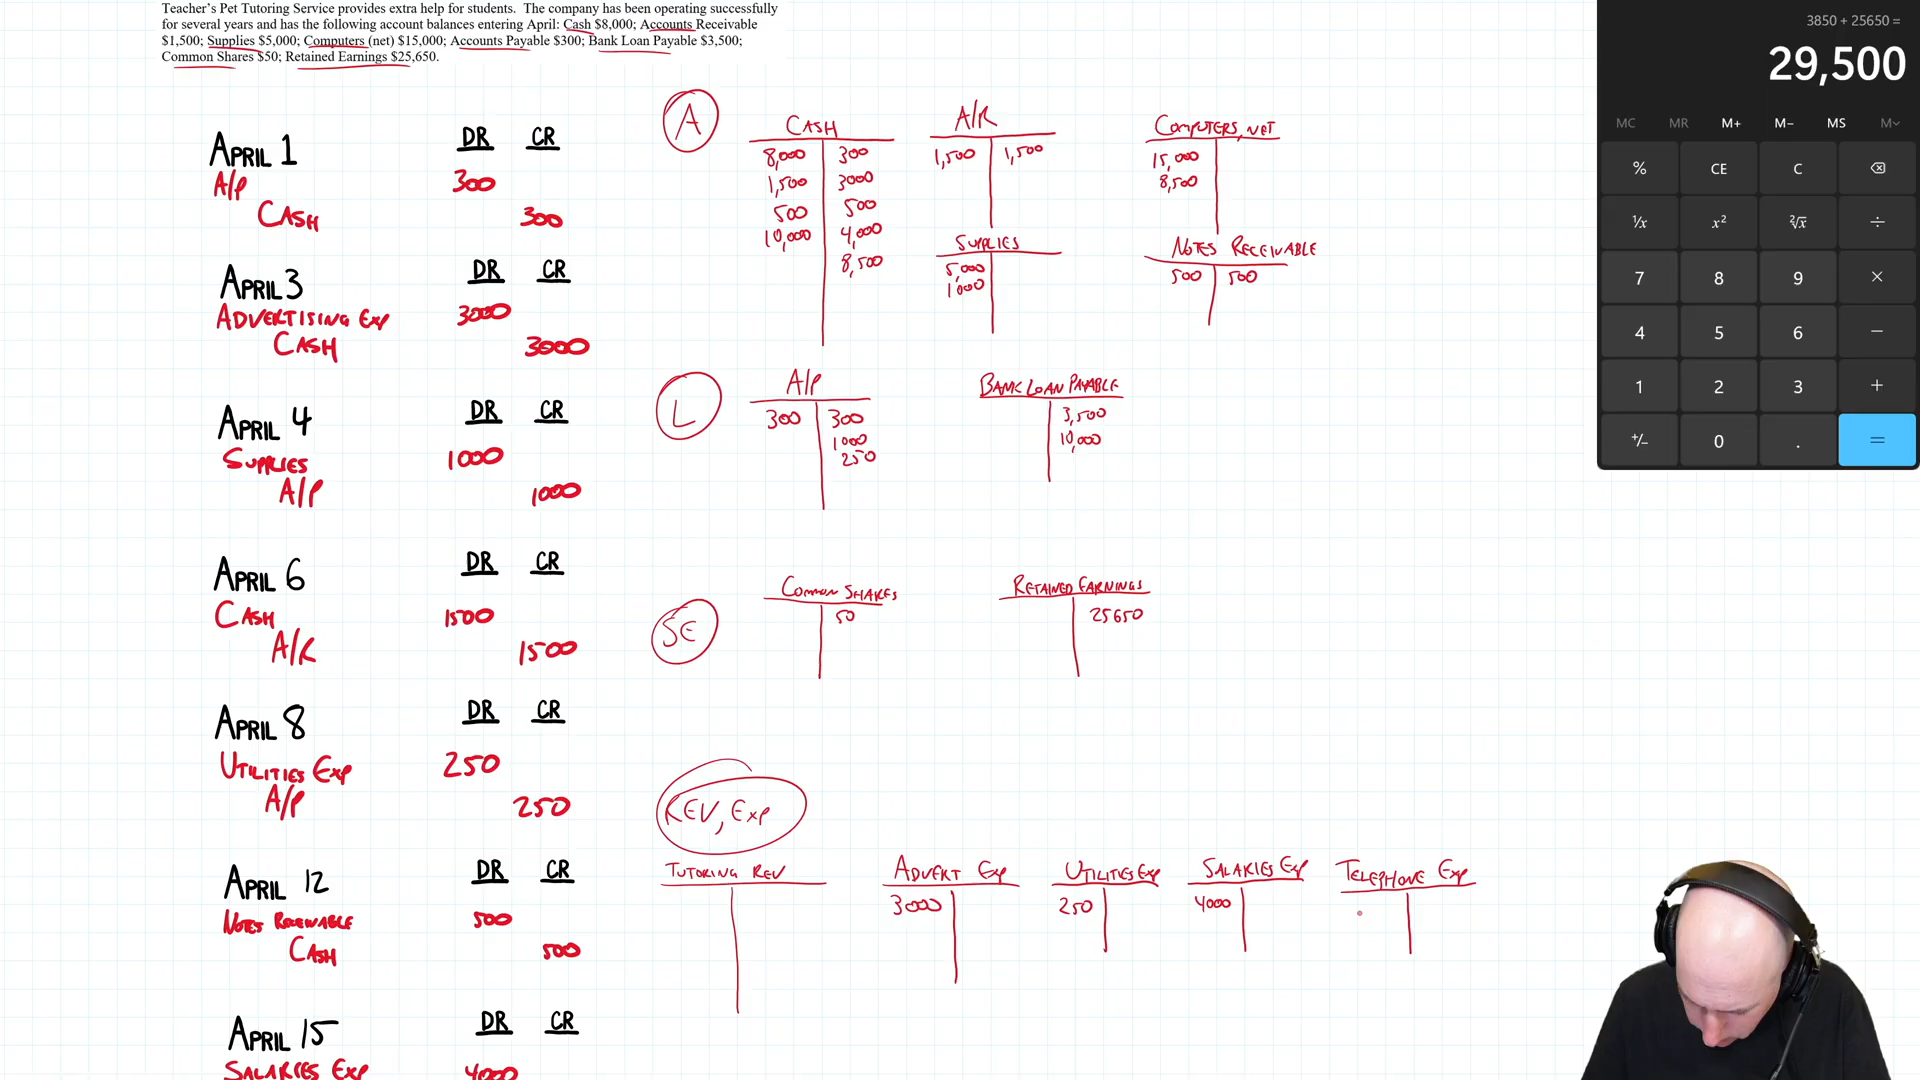 Teacher's Pet Tutoring Service provides extra help for students. The company has been operating successfully
for several years and has the following account balances entering April: Cash $8,000; Accounts Receivable
$1,500; Supplies $5,000; Computers (net) $15,000; Accounts Payable $300; Bank Loan Payable $3,500;
Common Shares $50; Retained Earnings $25,650.
APRIL 1 DR CR
A/P 300
CASH 300
APRIL 3 DR CR
ADVERTISING EXP 3000
CASH 3000
APRIL 4 DR CR
SUPPLIES 1000
A/P 1000
APRIL 6 DR CR
CASH 1500
A/R 1500
APRIL 8 DR CR
UTILITIES EXP 250
A/P 250
APRIL 12 DR CR
NOTES RECEIVABLE 500
CASH 500
APRIL 15 DR CR
SALARIES EXP 4000
A
CASH
8,000 300
1,500 3000
500 500
10,000 4,000
8,500
A/R
1,500 1,500
SUPPLIES
5,000
1000
COMPUTERS, NET
15,000
8,500
NOTES RECEIVABLE
500 500
L
A/P
300 300
1000
250
BANK LOAN PAYABLE
3,500
10,000
SE
COMMON SHARES
50
RETAINED EARNINGS
25650
REV, EXP
TUTORING REV
ADVERT EXP
3000
UTILITIES EXP
250
SALARIES EXP
4000
TELEPHONE EXP
3850 + 25650 =
29,500
MC MR M+ M− MS M˅
% CE C ⌫
¹/x x² ²√x ÷
7 8 9 ×
4 5 6 −
1 2 3 +
+/− 0 . =